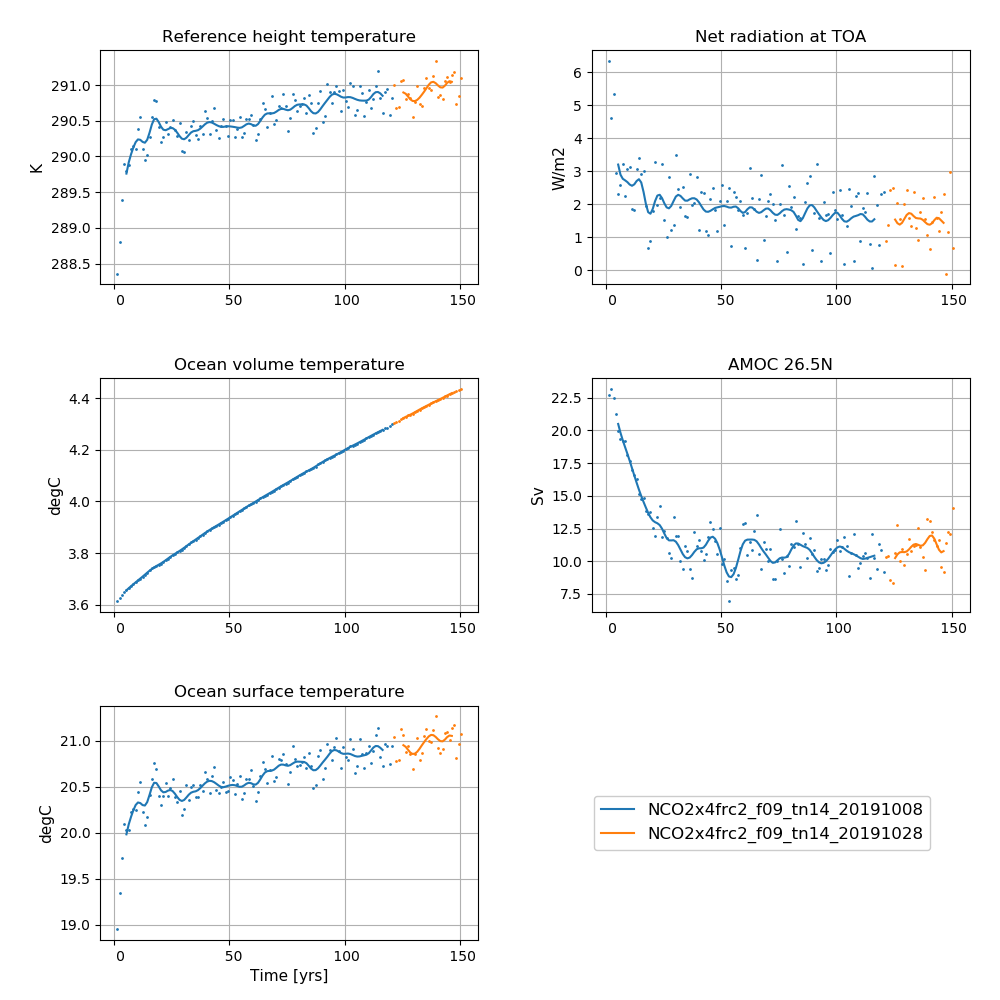 Reference height temperature
K
291.0
290.5
290.0
289.5
289.0
288.5
0 50 100 150
Net radiation at TOA
W/m2
6
5
4
3
2
1
0
0 50 100 150
Ocean volume temperature
degC
4.4
4.2
4.0
3.8
3.6
0 50 100 150
AMOC 26.5N
Sv
22.5
20.0
17.5
15.0
12.5
10.0
7.5
0 50 100 150
Ocean surface temperature
degC
21.0
20.5
20.0
19.5
19.0
0 50 100 150
Time [yrs]
NCO2x4frc2_f09_tn14_20191008
NCO2x4frc2_f09_tn14_20191028